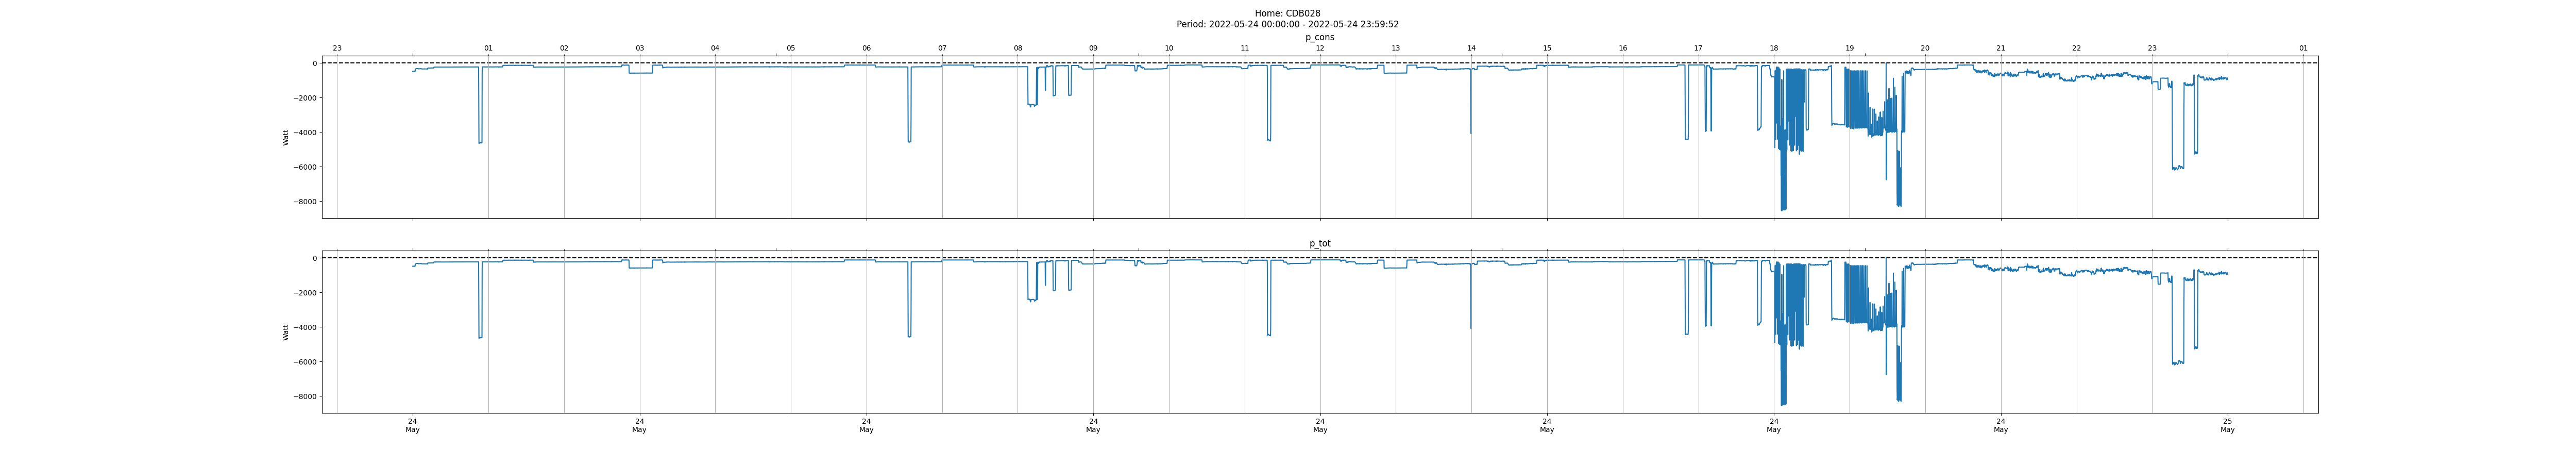 Home: CDB028
Period: 2022-05-24 00:00:00 - 2022-05-24 23:59:52
p_cons
23 01 02 03 04 05 06 07 08 09 10 11 12 13 14 15 16 17 18 19 20 21 22 23 01
0
−2000
−4000
−6000
−8000
Watt
p_tot
0
−2000
−4000
−6000
−8000
Watt
24 24 24 24 24 24 24 24 25
May May May May May May May May May